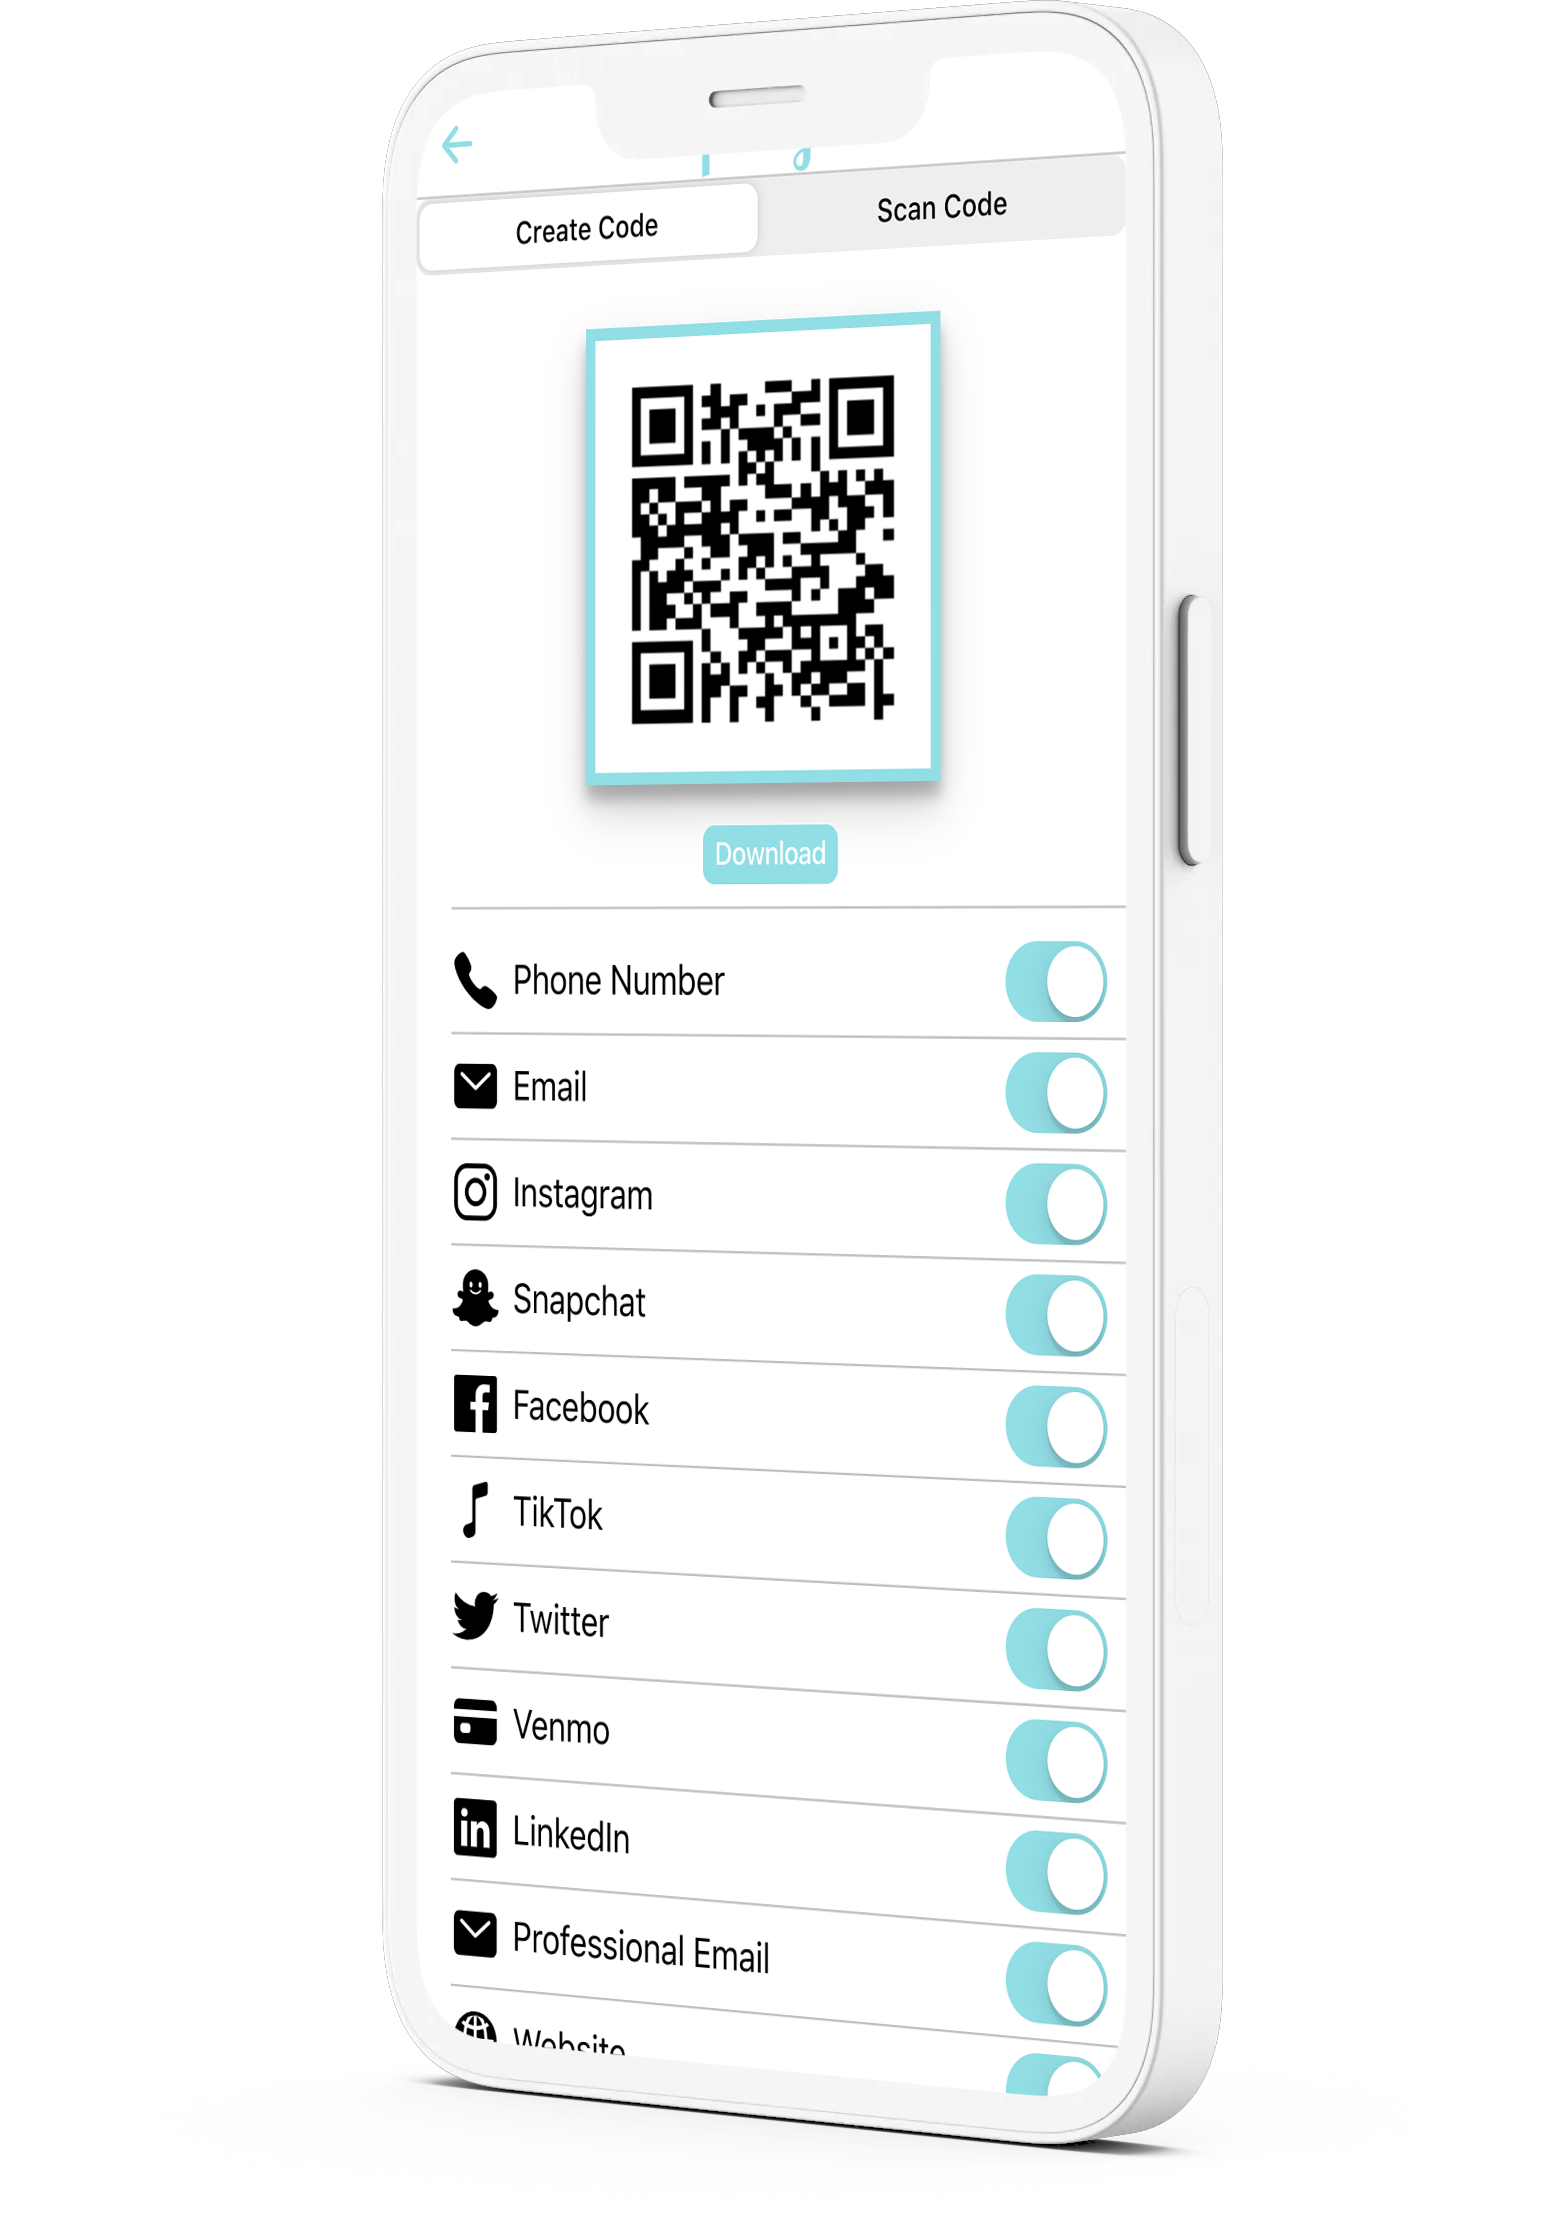 Create Code
Scan Code
Download
Phone Number
Email
Instagram
Snapchat
Facebook
TikTok
Twitter
Venmo
LinkedIn
Professional Email
Website